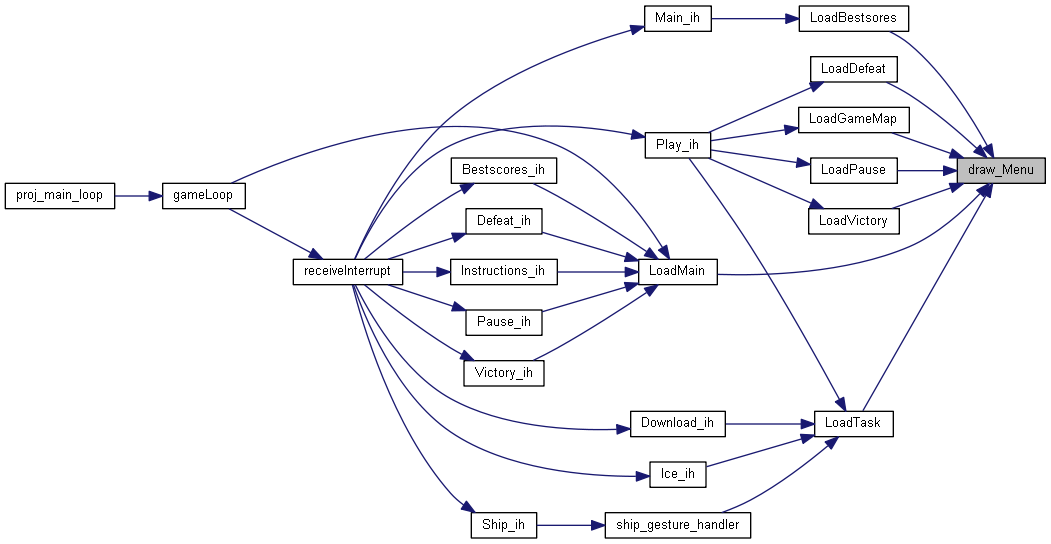 Main_ih
LoadBestsores
LoadDefeat
LoadGameMap
Play_ih
Bestscores_ih
LoadPause
draw_Menu
proj_main_loop
gameLoop
Defeat_ih
LoadVictory
receiveInterrupt
Instructions_ih
LoadMain
Pause_ih
Victory_ih
Download_ih
LoadTask
Ice_ih
Ship_ih
ship_gesture_handler